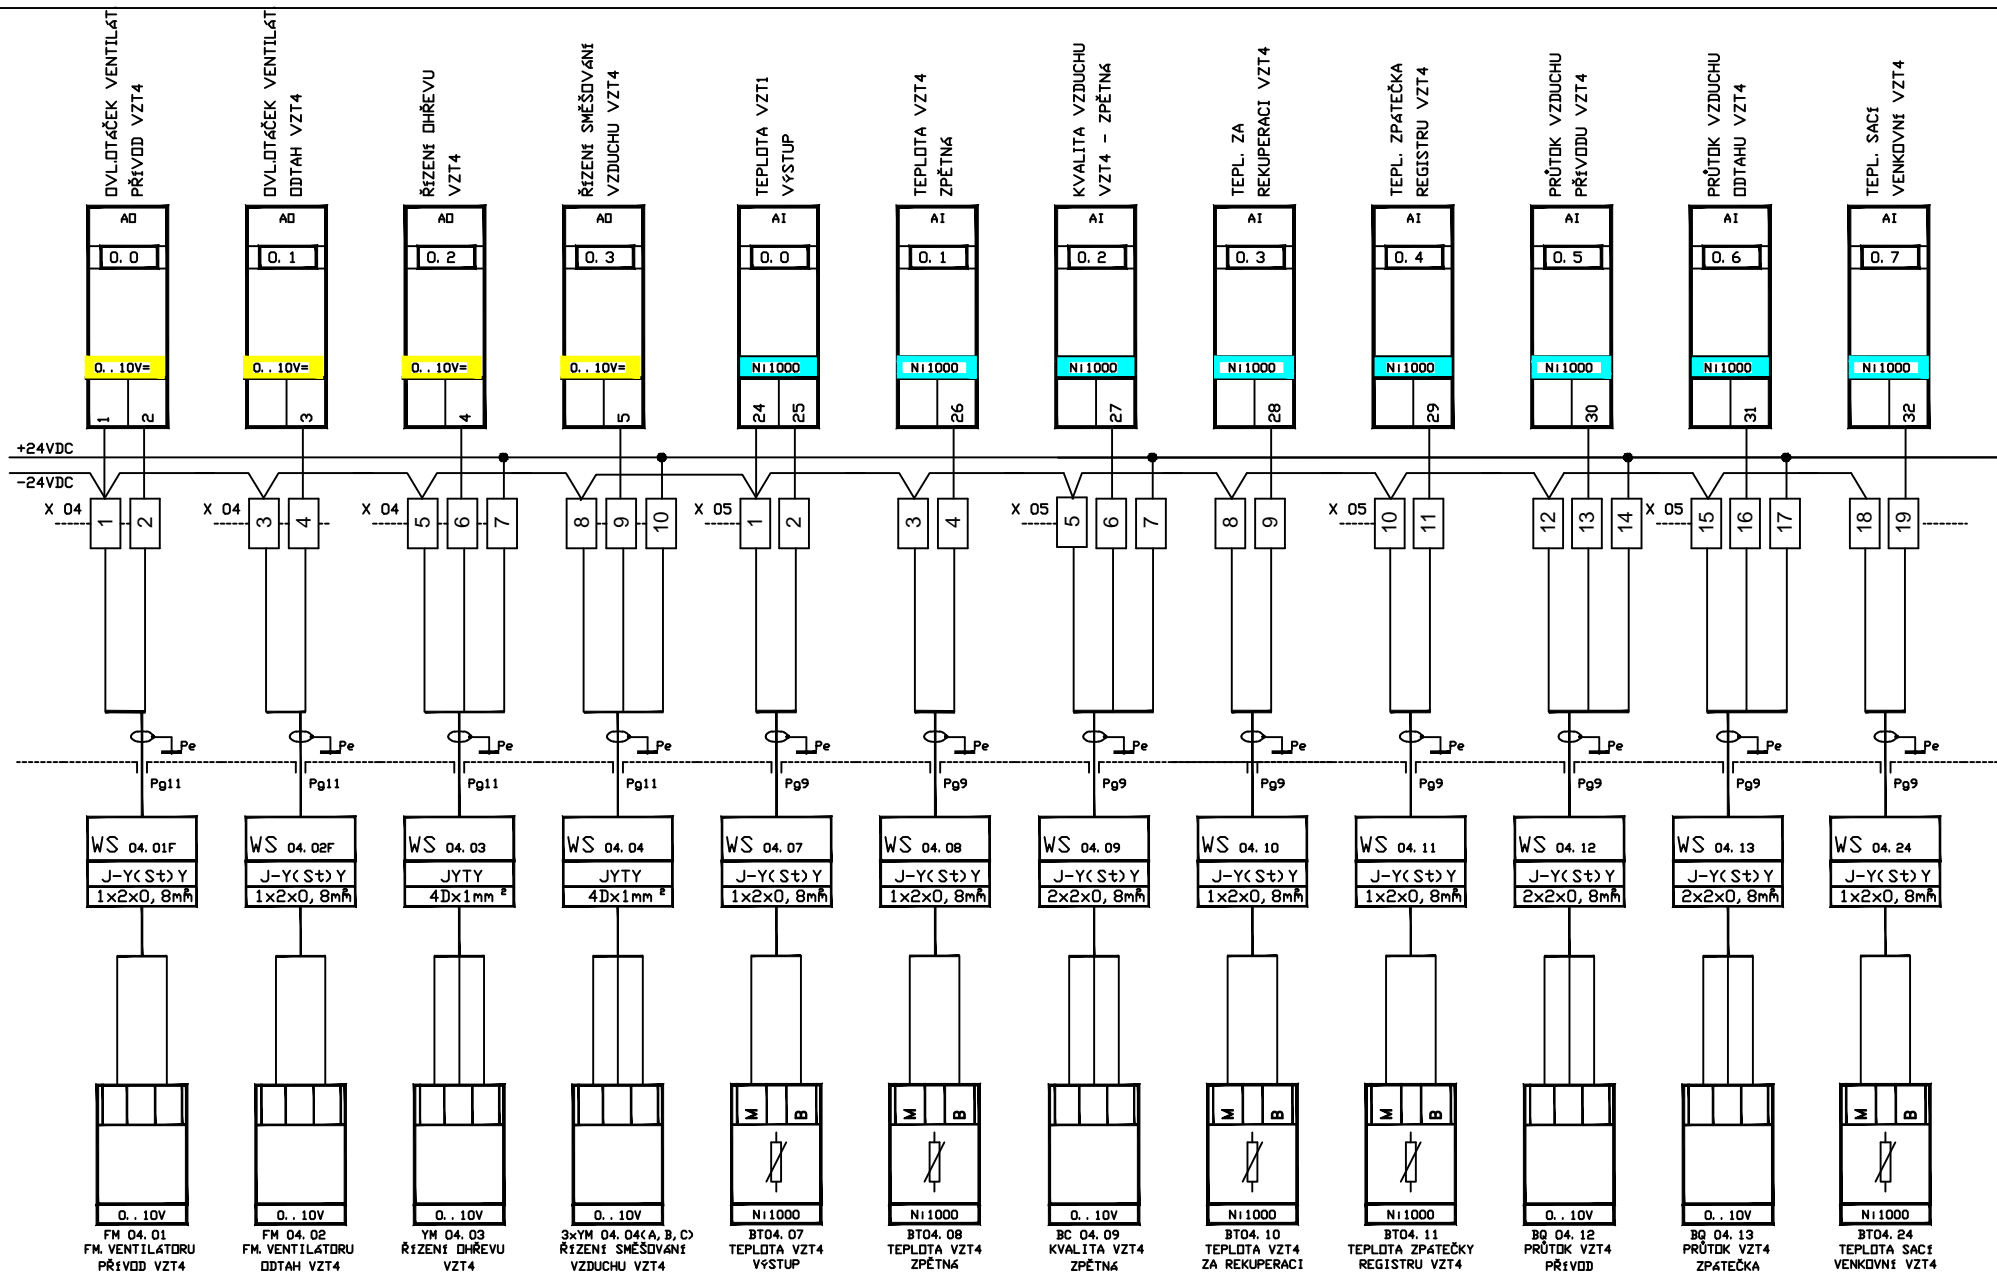 OVL.OTÁČEK VENTILÁT
PŘÍVOD VZT4
OVL.OTÁČEK VENTILÁT
ODTAH VZT4
ŘÍZENÍ OHŘEVU
VZT4
ŘÍZENÍ SMĚŠOVÁNÍ
VZDUCHU VZT4
TEPLOTA VZT1
VÝSTUP
TEPLOTA VZT4
ZPĚTNÁ
KVALITA VZDUCHU
VZT4 - ZPĚTNÁ
TEPL. ZA
REKUPERACI VZT4
TEPL. ZPÁTEČKA
REGISTRU VZT4
PRŮTOK VZDUCHU
PŘÍVODU VZT4
PRŮTOK VZDUCHU
ODTAHU VZT4
TEPL. SACÍ
VENKOVNÍ VZT4
AO AO AO AO AI AI AI AI AI AI AI AI
0.0 0.1 0.2 0.3 0.0 0.1 0.2 0.3 0.4 0.5 0.6 0.7
0..10V= 0..10V= 0..10V= 0..10V= Ni1000 Ni1000 Ni1000 Ni1000 Ni1000 Ni1000 Ni1000 Ni1000
1 2 3 4 5 24 25 26 27 28 29 30 31 32
+24VDC
-24VDC
X 04 1 2 X 04 3 4 X 04 5 6 7 8 9 10 X 05 1 2 3 4 X 05 5 6 7 8 9 X 05 10 11 12 13 14 X 05 15 16 17 18 19
Pe Pe Pe Pe Pe Pe Pe Pe Pe Pe Pe Pe
Pg11 Pg11 Pg11 Pg11 Pg9 Pg9 Pg9 Pg9 Pg9 Pg9 Pg9 Pg9
WS 04.01F WS 04.02F WS 04.03 WS 04.04 WS 04.07 WS 04.08 WS 04.09 WS 04.10 WS 04.11 WS 04.12 WS 04.13 WS 04.24
J-Y(St)Y J-Y(St)Y JYTY JYTY J-Y(St)Y J-Y(St)Y J-Y(St)Y J-Y(St)Y J-Y(St)Y J-Y(St)Y J-Y(St)Y J-Y(St)Y
1x2x0,8mm² 1x2x0,8mm² 4Dx1mm² 4Dx1mm² 1x2x0,8mm² 1x2x0,8mm² 2x2x0,8mm² 1x2x0,8mm² 1x2x0,8mm² 2x2x0,8mm² 2x2x0,8mm² 1x2x0,8mm²
M B M B M B M B M B
0..10V 0..10V 0..10V 0..10V Ni1000 Ni1000 0..10V Ni1000 Ni1000 0..10V 0..10V Ni1000
FM 04.01
FM. VENTILÁTORU
PŘÍVOD VZT4
FM 04.02
FM. VENTILÁTORU
ODTAH VZT4
YM 04.03
ŘÍZENÍ OHŘEVU
VZT4
3xYM 04.04(A,B,C)
ŘÍZENÍ SMĚŠOVÁNÍ
VZDUCHU VZT4
BT04.07
TEPLOTA VZT4
VÝSTUP
BT04.08
TEPLOTA VZT4
ZPĚTNÁ
BC 04.09
KVALITA VZT4
ZPĚTNÁ
BT04.10
TEPLOTA VZT4
ZA REKUPERACI
BT04.11
TEPLOTA ZPÁTEČKY
REGISTRU VZT4
BQ 04.12
PRŮTOK VZT4
PŘÍVOD
BQ 04.13
PRŮTOK VZT4
ZPÁTEČKA
BT04.24
TEPLOTA SACÍ
VENKOVNÍ VZT4